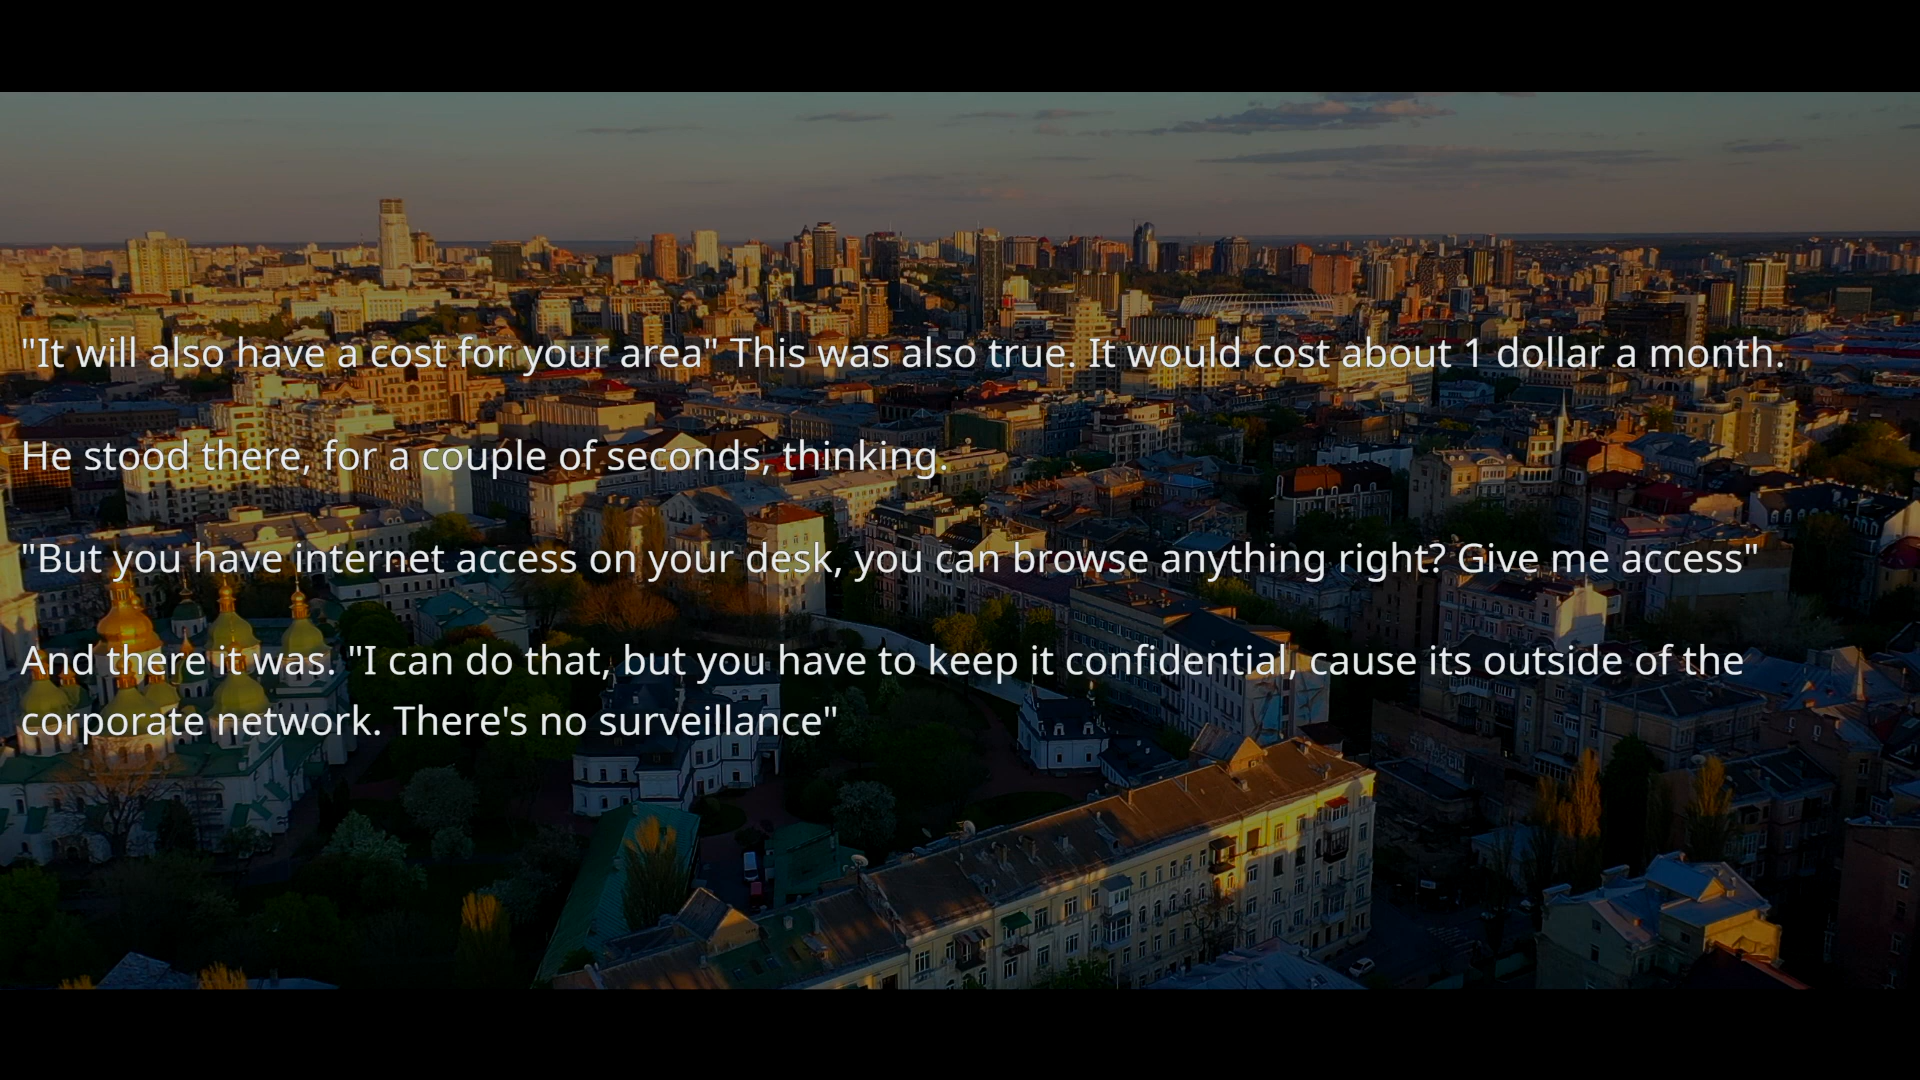 "It will also have a cost for your area" This was also true. It would cost about 1 dollar a month.
He stood there, for a couple of seconds, thinking.
"But you have internet access on your desk, you can browse anything right? Give me access"
And there it was. "I can do that, but you have to keep it confidential, cause its outside of the
corporate network. There's no surveillance"